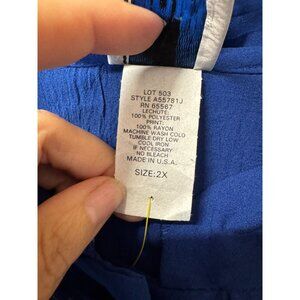 LOT 503
STYLE A55781J
RN 65567
LECHUTE:
100% POLYESTER
PRINT:
100% RAYON
MACHINE WASH COLD
TUMBLE DRY LOW
COOL IRON
IF NECESSARY
NO BLEACH
MADE IN U.S.A.
SIZE:2X